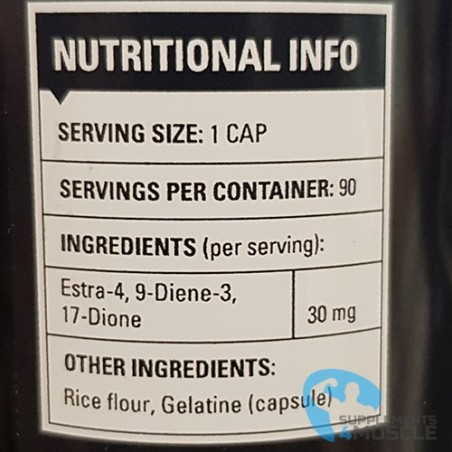 NUTRITIONAL INFO
SERVING SIZE: 1 CAP
SERVINGS PER CONTAINER: 90
INGREDIENTS (per serving):
Estra-4, 9-Diene-3,
17-Dione
30 mg
OTHER INGREDIENTS:
Rice flour, Gelatine (capsule)
SUPPLEMENTS
4MUSCLE